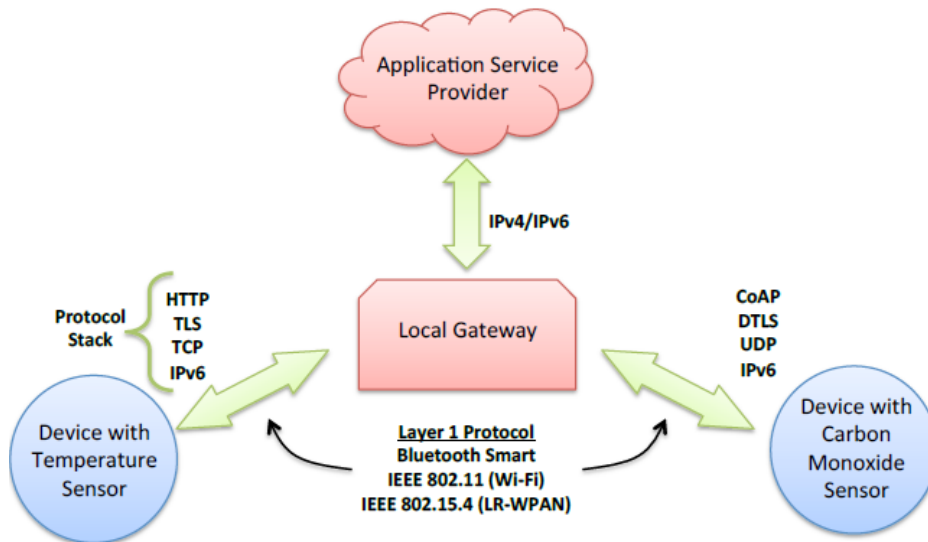 Application Service
Provider
IPv4/IPv6
Protocol
Stack
HTTP
TLS
TCP
IPv6
Local Gateway
CoAP
DTLS
UDP
IPv6
Device with
Temperature
Sensor
Layer 1 Protocol
Bluetooth Smart
IEEE 802.11 (Wi-Fi)
IEEE 802.15.4 (LR-WPAN)
Device with
Carbon
Monoxide
Sensor